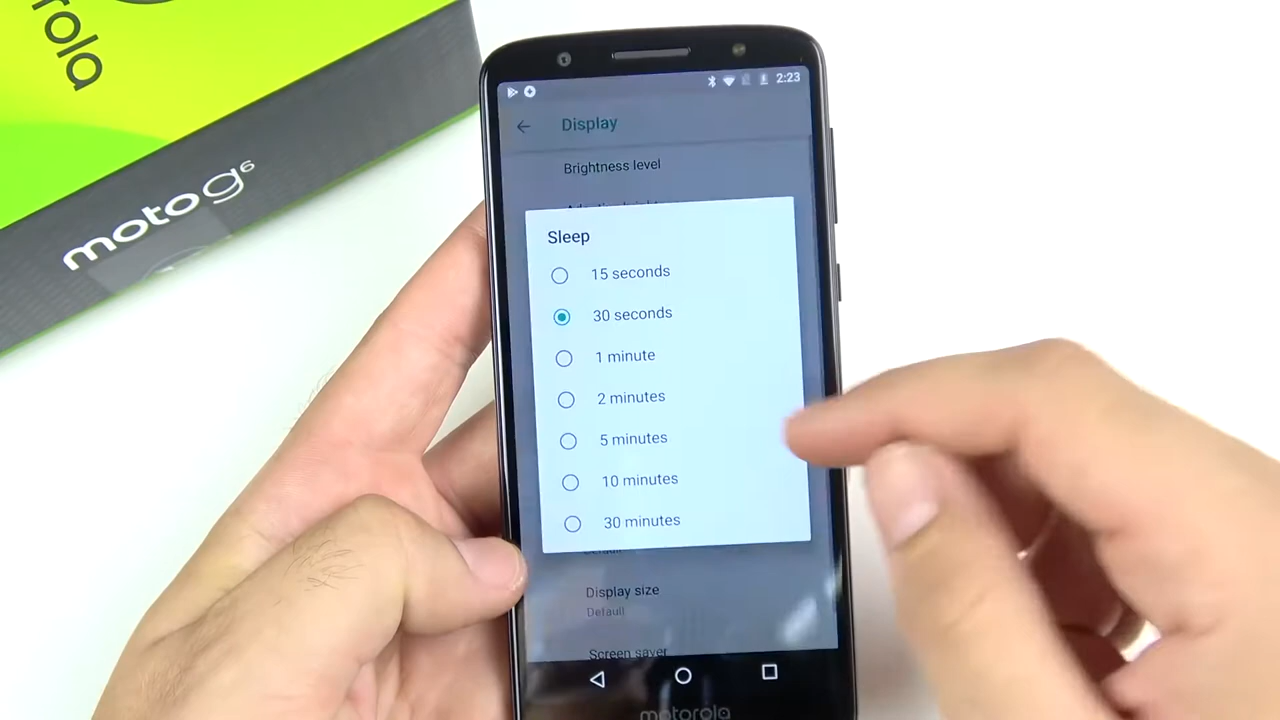 rola
moto g6
2:23
Display
Brightness level
Sleep
15 seconds
30 seconds
1 minute
2 minutes
5 minutes
10 minutes
30 minutes
Default
Display size
Default
Screen saver
motorola